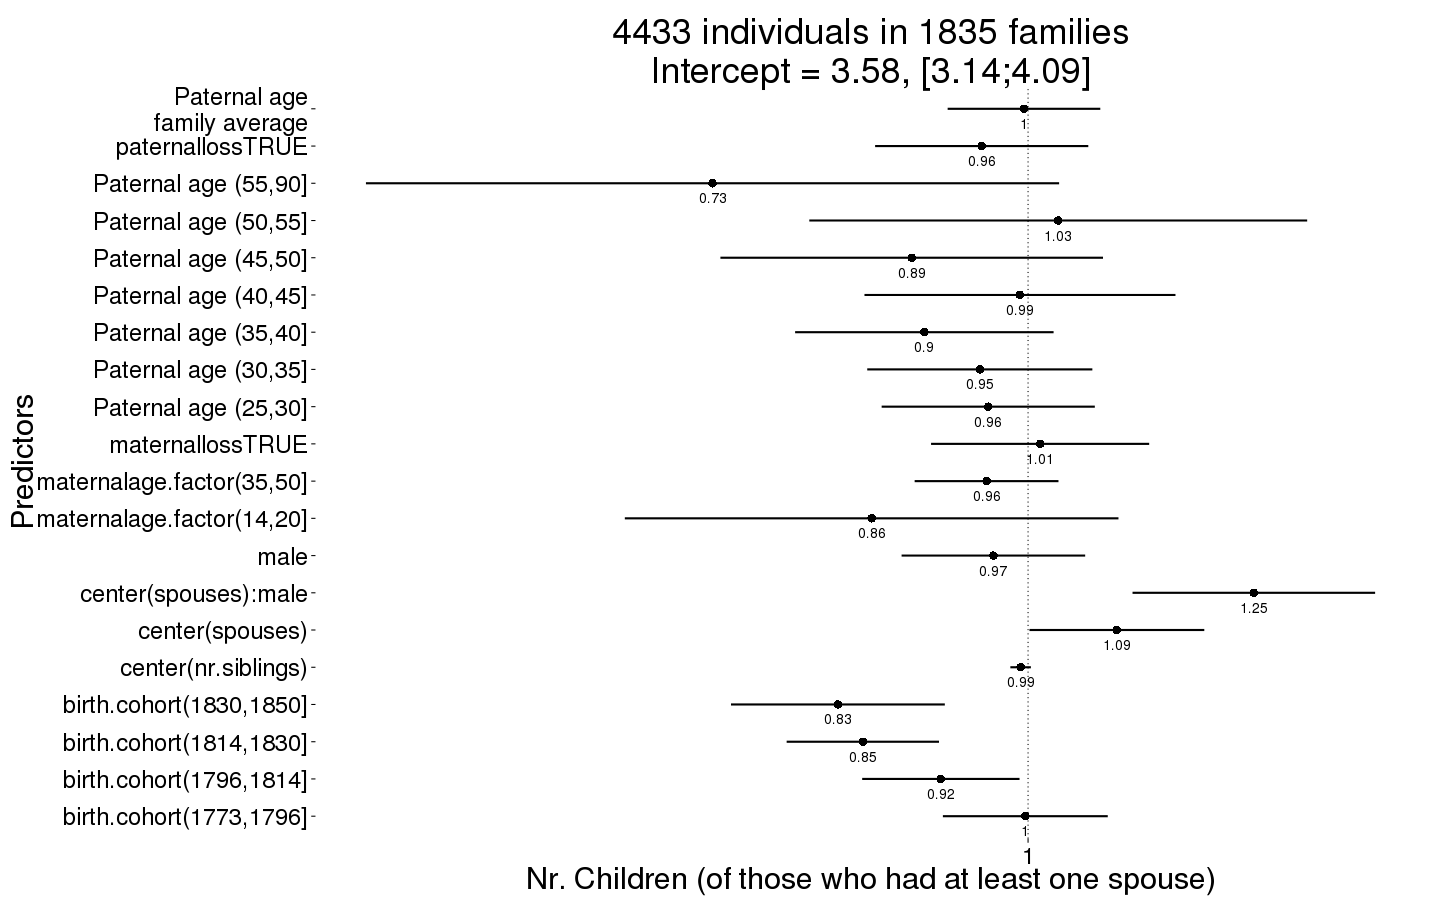 4433 individuals in 1835 families
Intercept = 3.58, [3.14;4.09]
Predictors
Paternal age
family average
1
paternallossTRUE
0.96
Paternal age (55,90]
0.73
Paternal age (50,55]
1.03
Paternal age (45,50]
0.89
Paternal age (40,45]
0.99
Paternal age (35,40]
0.9
Paternal age (30,35]
0.95
Paternal age (25,30]
0.96
maternallossTRUE
1.01
maternalage.factor(35,50]
0.96
maternalage.factor(14,20]
0.86
male
0.97
center(spouses):male
1.25
center(spouses)
1.09
center(nr.siblings)
0.99
birth.cohort(1830,1850]
0.83
birth.cohort(1814,1830]
0.85
birth.cohort(1796,1814]
0.92
birth.cohort(1773,1796]
1
1
Nr. Children (of those who had at least one spouse)